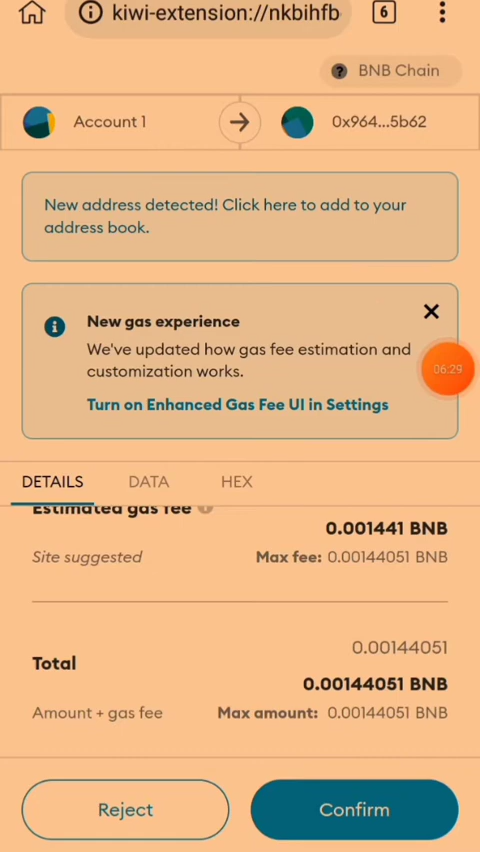 kiwi-extension://nkbihfb
6
? BNB Chain
Account 1
0x964...5b62
New address detected! Click here to add to your
address book.
New gas experience
We've updated how gas fee estimation and
customization works.
06:29
Turn on Enhanced Gas Fee UI in Settings
DETAILS
DATA
HEX
Estimated gas fee
0.001441 BNB
Site suggested
Max fee: 0.00144051 BNB
0.00144051
Total
0.00144051 BNB
Amount + gas fee
Max amount: 0.00144051 BNB
Reject
Confirm